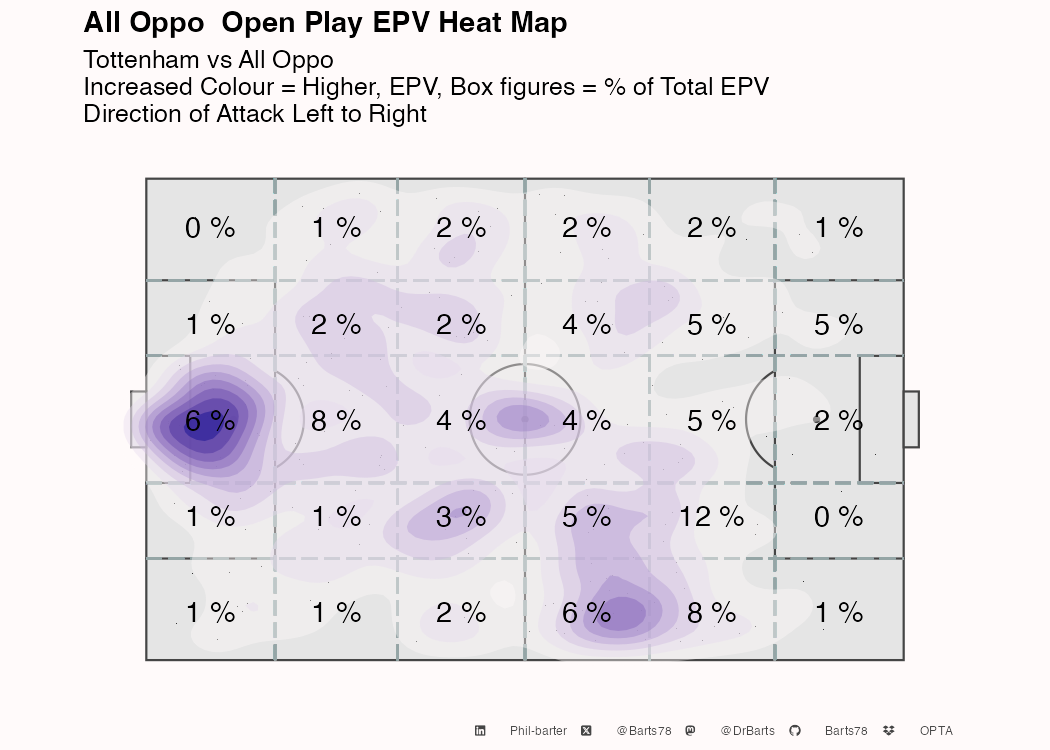 All Oppo  Open Play EPV Heat Map
Tottenham vs All Oppo
Increased Colour = Higher, EPV, Box figures = % of Total EPV
Direction of Attack Left to Right
0 % 1 % 2 % 2 % 2 % 1 %
1 % 2 % 2 % 4 % 5 % 5 %
6 % 8 % 4 % 4 % 5 % 2 %
1 % 1 % 3 % 5 % 12 % 0 %
1 % 1 % 2 % 6 % 8 % 1 %
Phil-barter @Barts78 @DrBarts Barts78 OPTA